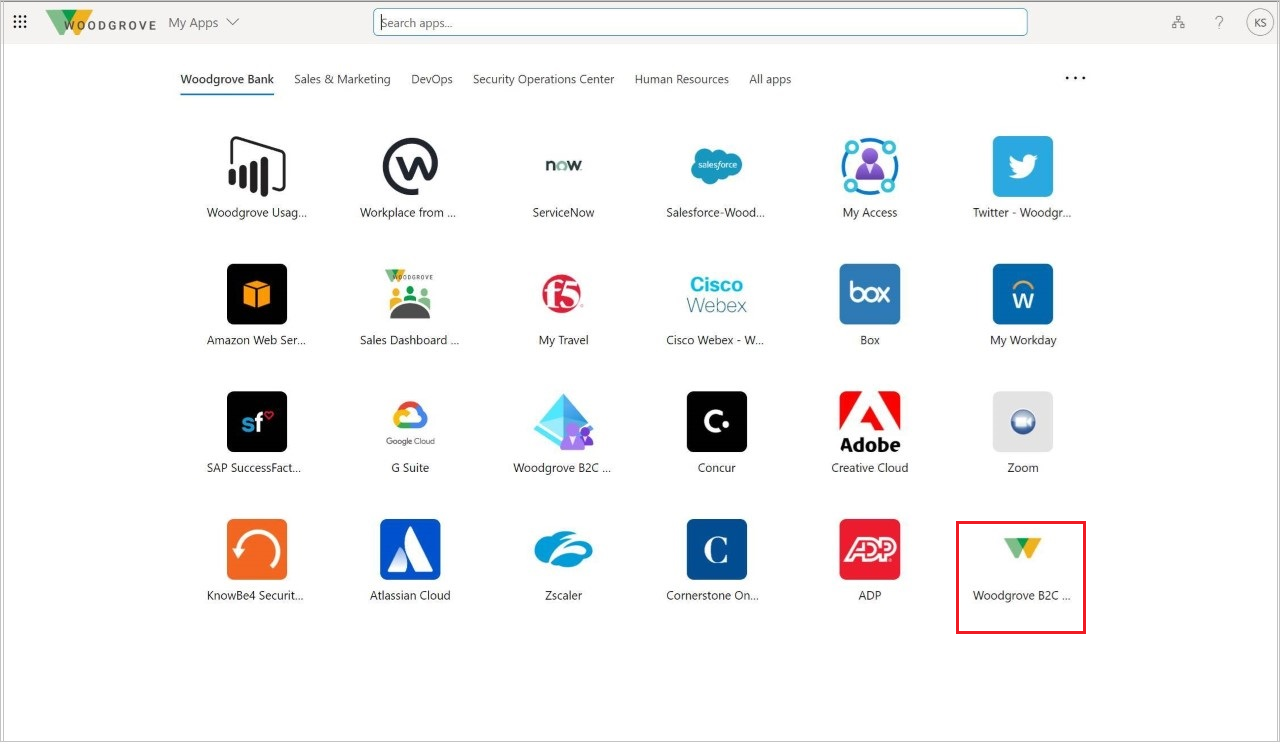 WOODGROVE My Apps Search apps... ? KS
Woodgrove Bank Sales & Marketing DevOps Security Operations Center Human Resources All apps ...
W now. salesforce
Woodgrove Usag... Workplace from ... ServiceNow Salesforce-Wood... My Access Twitter - Woodgr...
WOODGROVE f5 Cisco Webex box W
Amazon Web Ser... Sales Dashboard ... My Travel Cisco Webex - W... Box My Workday
sf Google Cloud C. Adobe
SAP SuccessFact... G Suite Woodgrove B2C ... Concur Creative Cloud Zoom
C ADP
KnowBe4 Securit... Atlassian Cloud Zscaler Cornerstone On... ADP Woodgrove B2C ...